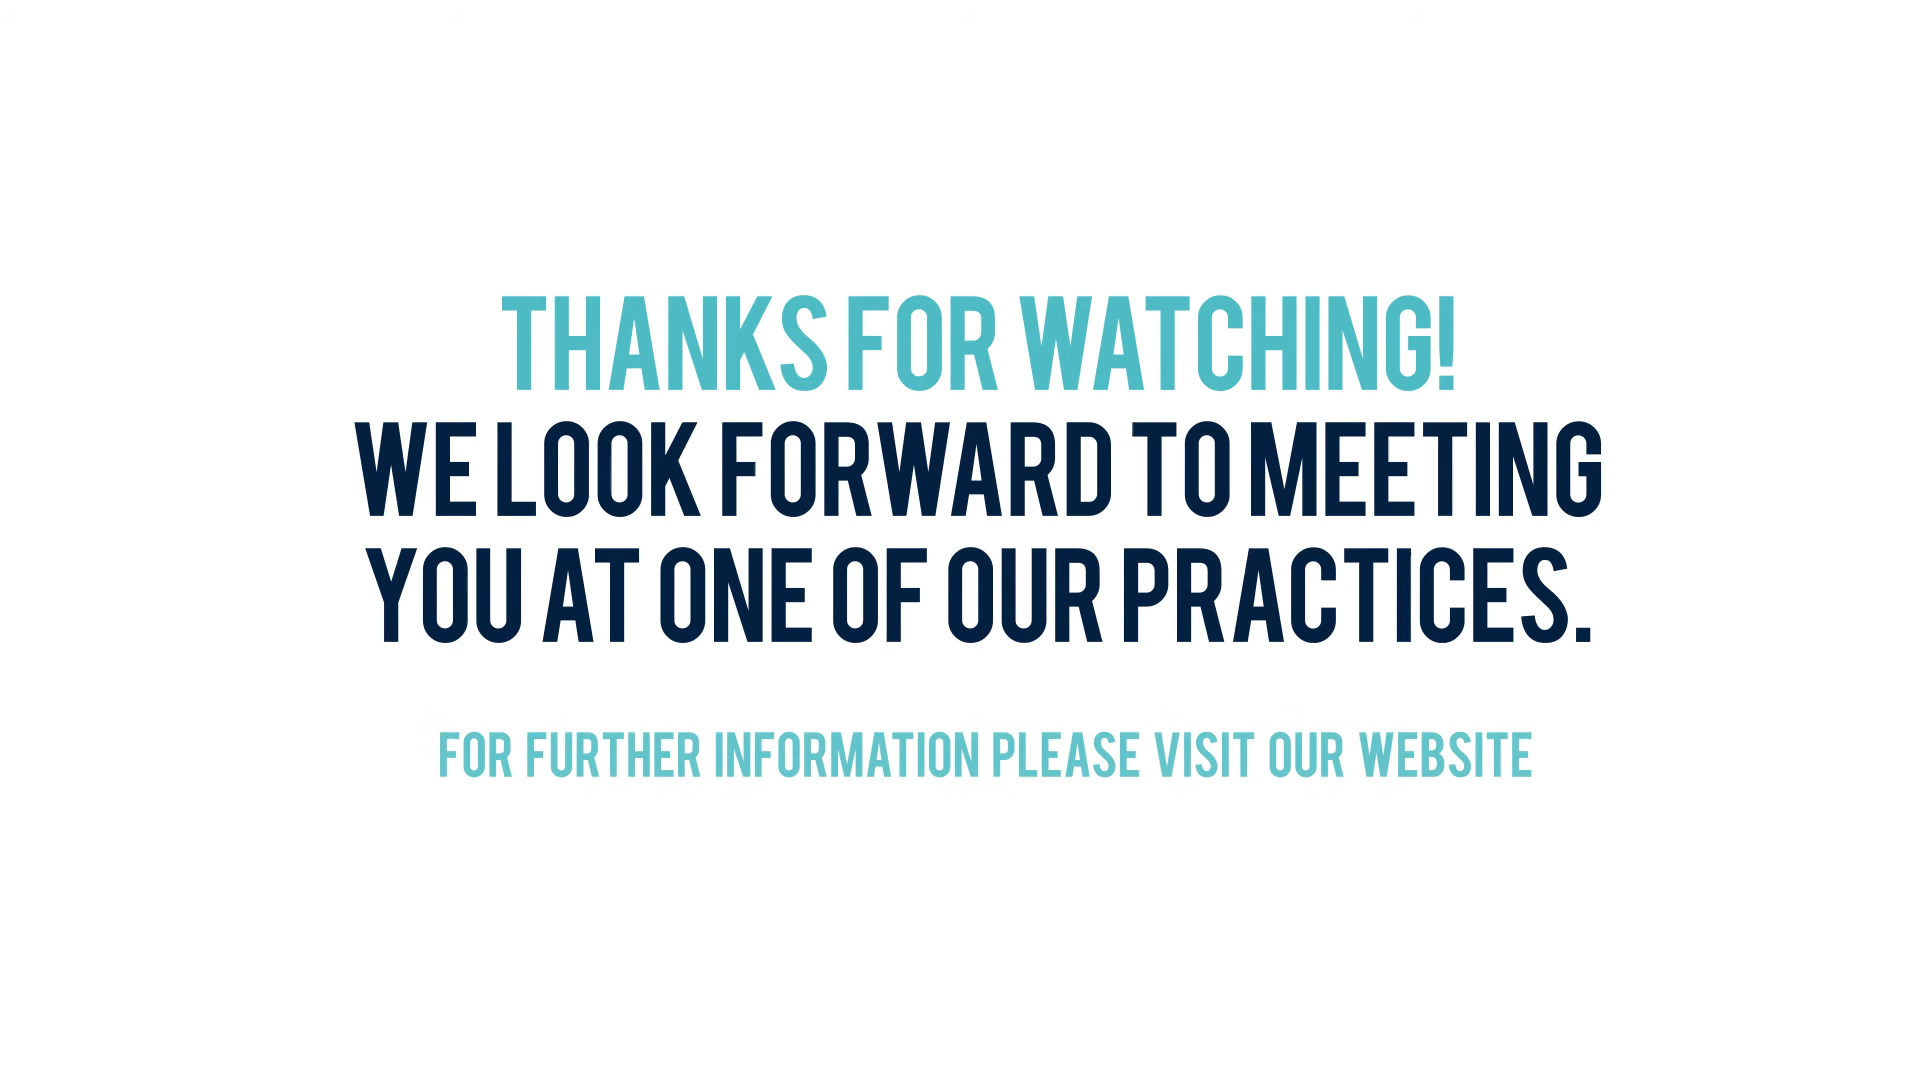 THANKS FOR WATCHING!
WE LOOK FORWARD TO MEETING
YOU AT ONE OF OUR PRACTICES.
FOR FURTHER INFORMATION PLEASE VISIT OUR WEBSITE